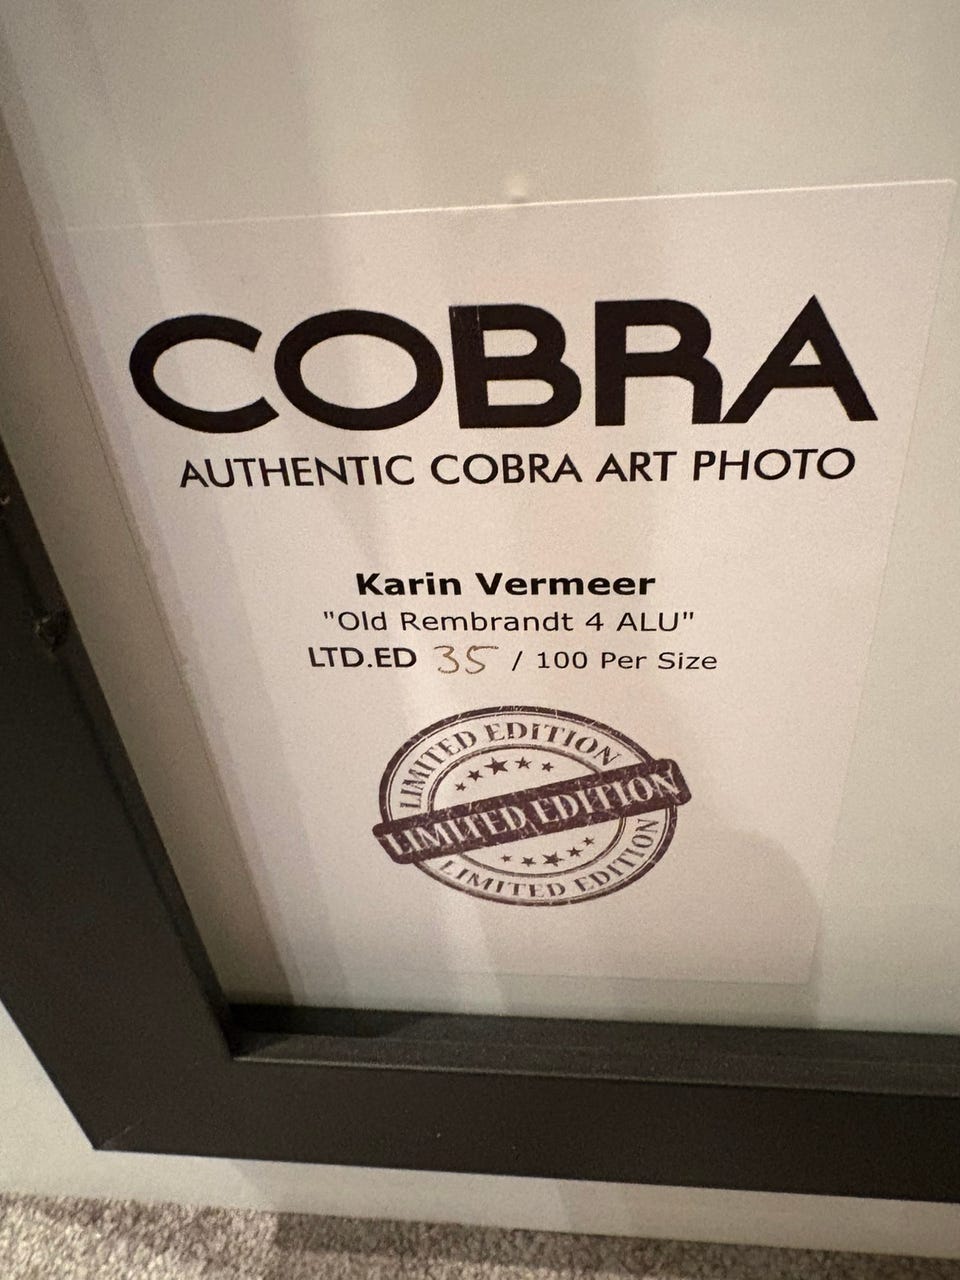 COBRA
AUTHENTIC COBRA ART PHOTO
Karin Vermeer
"Old Rembrandt 4 ALU"
LTD.ED 35 / 100 Per Size
LIMITED EDITION
LIMITED EDITION
LIMITED EDITION